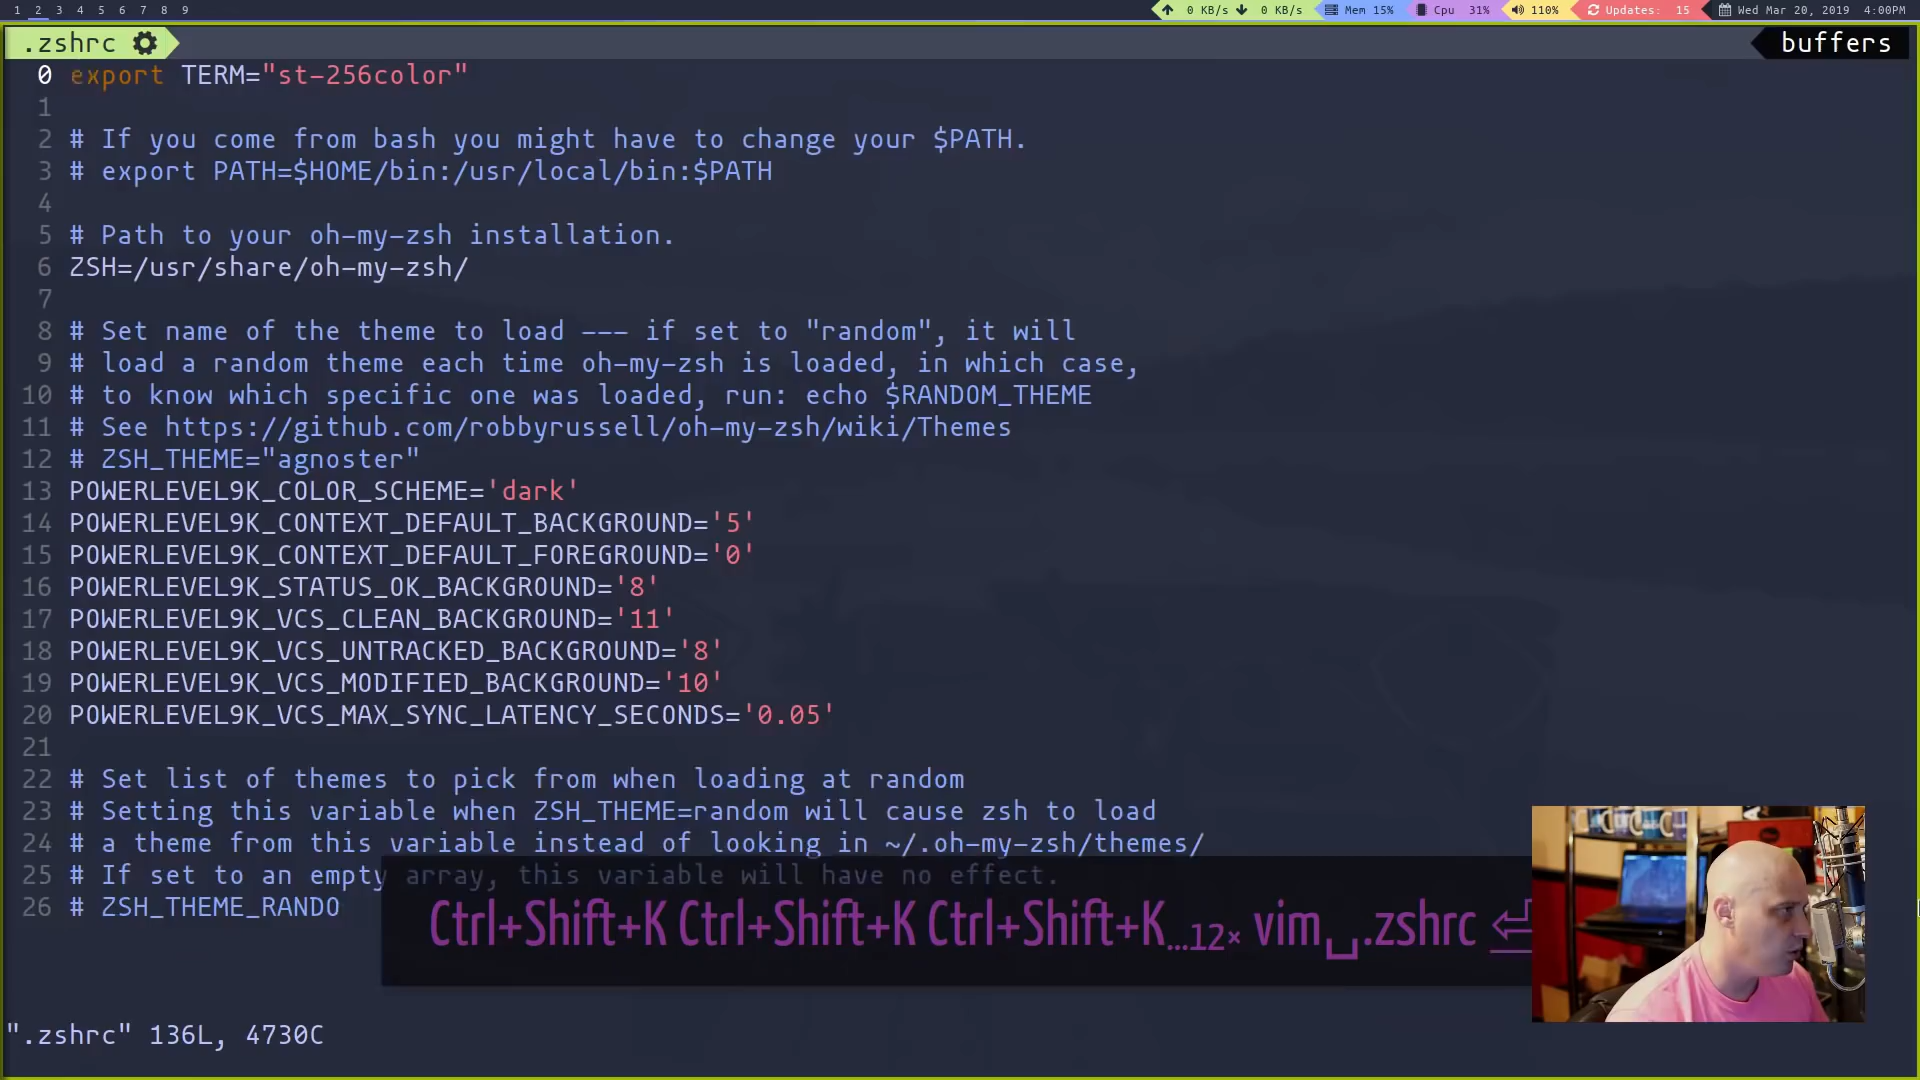 1 2 3 4 5 6 7 8 9 0 KB/s 0 KB/s Mem 15% Cpu 31% 110% Updates: 15 Wed Mar 20, 2019 4:00PM
.zshrc buffers
0 export TERM="st-256color"
1
2 # If you come from bash you might have to change your $PATH.
3 # export PATH=$HOME/bin:/usr/local/bin:$PATH
4
5 # Path to your oh-my-zsh installation.
6 ZSH=/usr/share/oh-my-zsh/
7
8 # Set name of the theme to load --- if set to "random", it will
9 # load a random theme each time oh-my-zsh is loaded, in which case,
10 # to know which specific one was loaded, run: echo $RANDOM_THEME
11 # See https://github.com/robbyrussell/oh-my-zsh/wiki/Themes
12 # ZSH_THEME="agnoster"
13 POWERLEVEL9K_COLOR_SCHEME='dark'
14 POWERLEVEL9K_CONTEXT_DEFAULT_BACKGROUND='5'
15 POWERLEVEL9K_CONTEXT_DEFAULT_FOREGROUND='0'
16 POWERLEVEL9K_STATUS_OK_BACKGROUND='8'
17 POWERLEVEL9K_VCS_CLEAN_BACKGROUND='11'
18 POWERLEVEL9K_VCS_UNTRACKED_BACKGROUND='8'
19 POWERLEVEL9K_VCS_MODIFIED_BACKGROUND='10'
20 POWERLEVEL9K_VCS_MAX_SYNC_LATENCY_SECONDS='0.05'
21
22 # Set list of themes to pick from when loading at random
23 # Setting this variable when ZSH_THEME=random will cause zsh to load
24 # a theme from this variable instead of looking in ~/.oh-my-zsh/themes/
25 # If set to an empty array, this variable will have no effect.
26 # ZSH_THEME_RANDO
Ctrl+Shift+K Ctrl+Shift+K Ctrl+Shift+K...12× vim␣.zshrc ⏎
".zshrc" 136L, 4730C